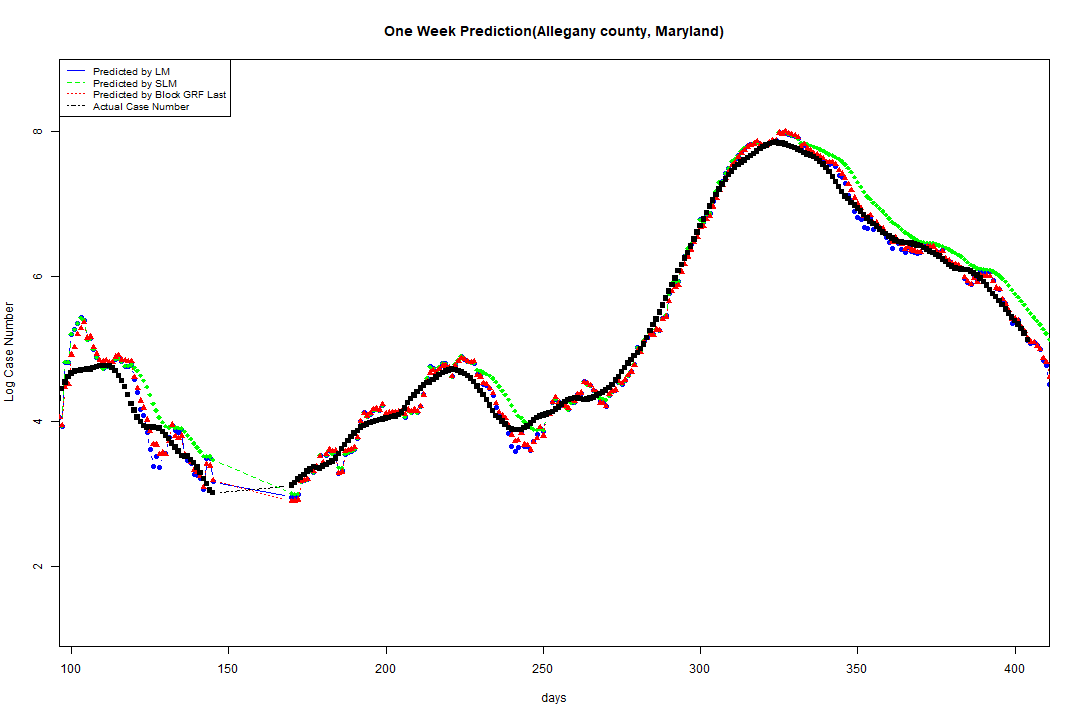 One Week Prediction(Allegany county, Maryland)
Predicted by LM
Predicted by SLM
Predicted by Block GRF Last
Actual Case Number
8
6
4
2
Log Case Number
100 150 200 250 300 350 400
days